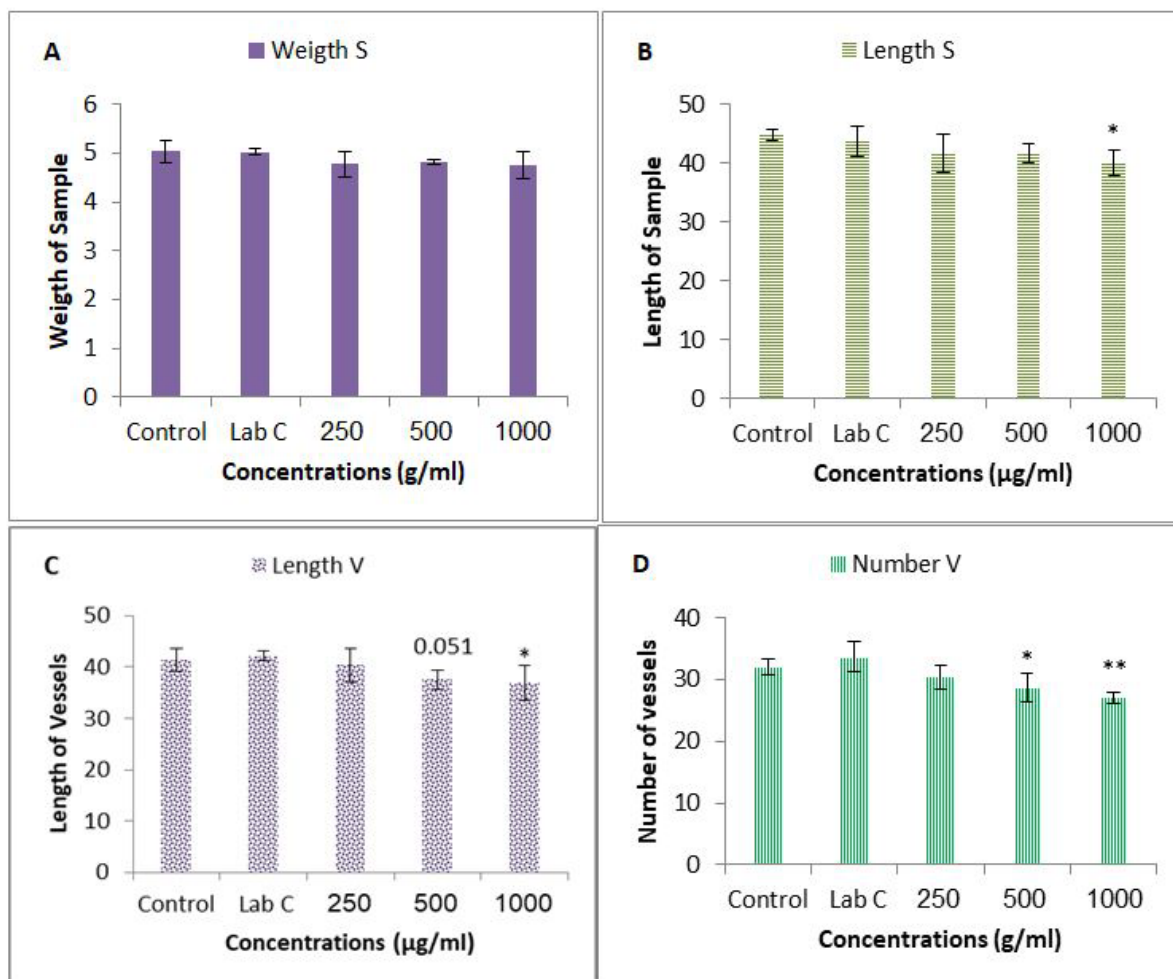 A
Weigth S
Weigth of Sample
6
5
4
3
2
1
0
Control Lab C 250 500 1000
Concentrations (g/ml)
B
Length S
Length of Sample
50
40
30
20
10
0
*
Control Lab C 250 500 1000
Concentrations (µg/ml)
C
Length V
Length of Vessels
50
40
30
20
10
0
0.051 *
Control Lab C 250 500 1000
Concentrations (µg/ml)
D
Number V
Number of vessels
40
30
20
10
0
* **
Control Lab C 250 500 1000
Concentrations (g/ml)